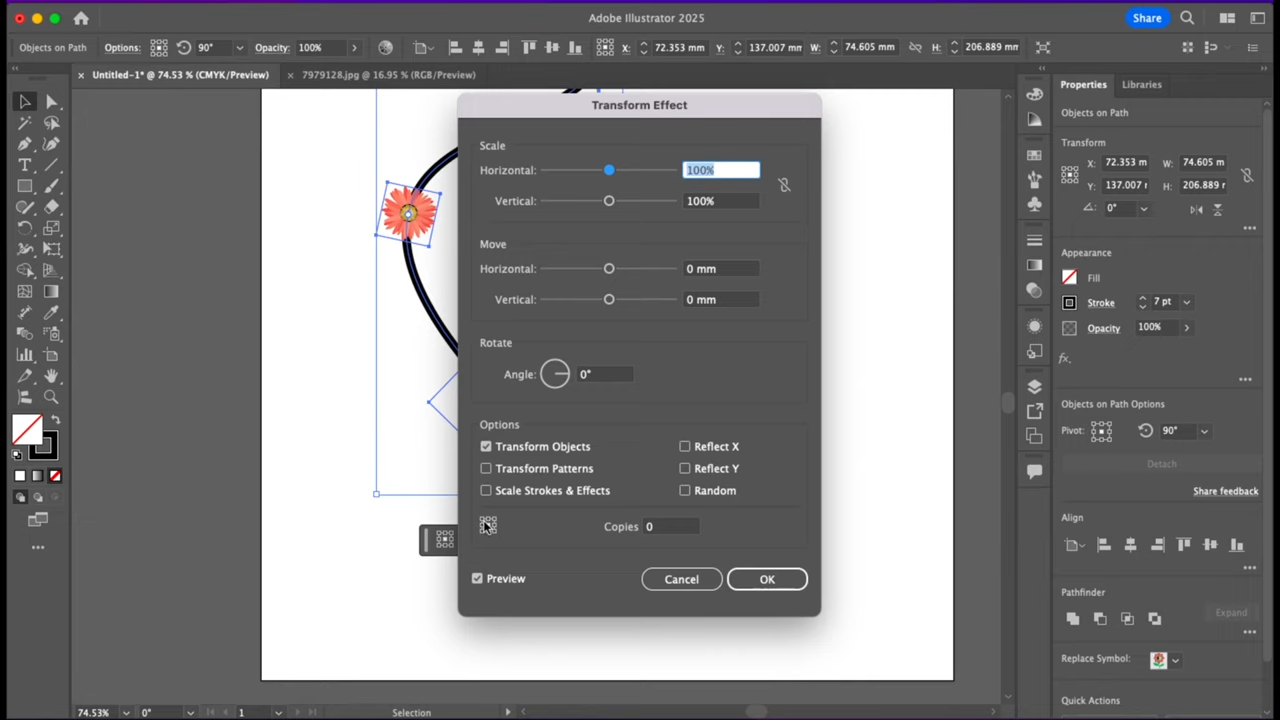 Adobe Illustrator 2025
Share
Objects on Path Options: 90° Opacity: 100% X: 72.353 mm Y: 137.007 mm W: 74.605 mm H: 206.889 mm
× Untitled-1* @ 74.53 % (CMYK/Preview) × 7979128.jpg @ 16.95 % (RGB/Preview)
Transform Effect
Scale
Horizontal: 100%
Vertical: 100%
Move
Horizontal: 0 mm
Vertical: 0 mm
Rotate
Angle: 0°
Options
Transform Objects Reflect X
Transform Patterns Reflect Y
Scale Strokes & Effects Random
Copies 0
Preview Cancel OK
Properties Libraries
Objects on Path
Transform
X: 72.353 m W: 74.605 m
Y: 137.007 r H: 206.889 r
0°
Appearance
Fill
Stroke 7 pt
Opacity 100%
fx.
Objects on Path Options
Pivot: 90°
Detach
Share feedback
Align
Pathfinder
Expand
Replace Symbol:
Quick Actions
74.53% 0° 1 Selection